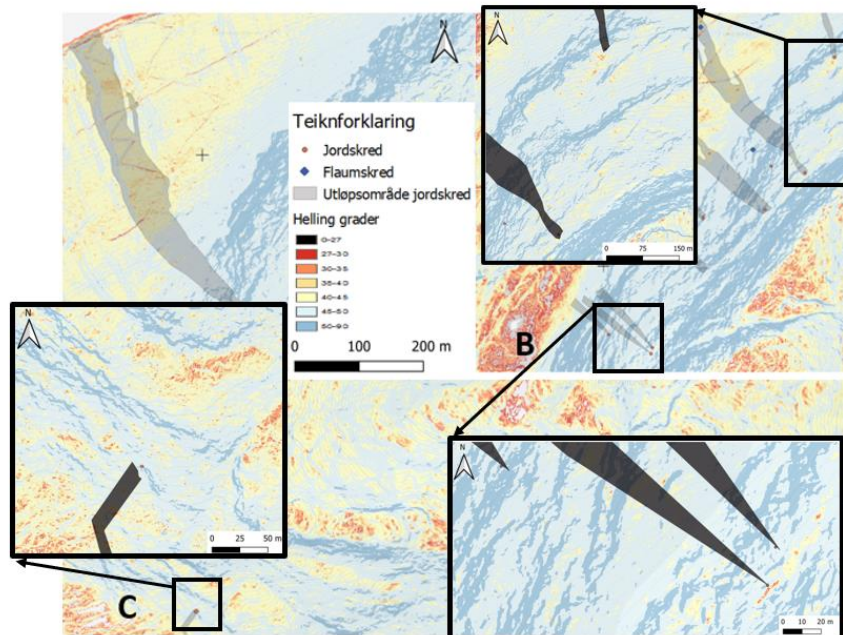 N
N
Teiknforklaring
Jordskred
Flaumskred
Utløpsområde jordskred
Helling grader
0-27
27-30
30-35
35-40
40-45
45-50
50-90
0 100 200 m
0 75 150 m
B
N
0 25 50 m
C
N
0 10 20 m